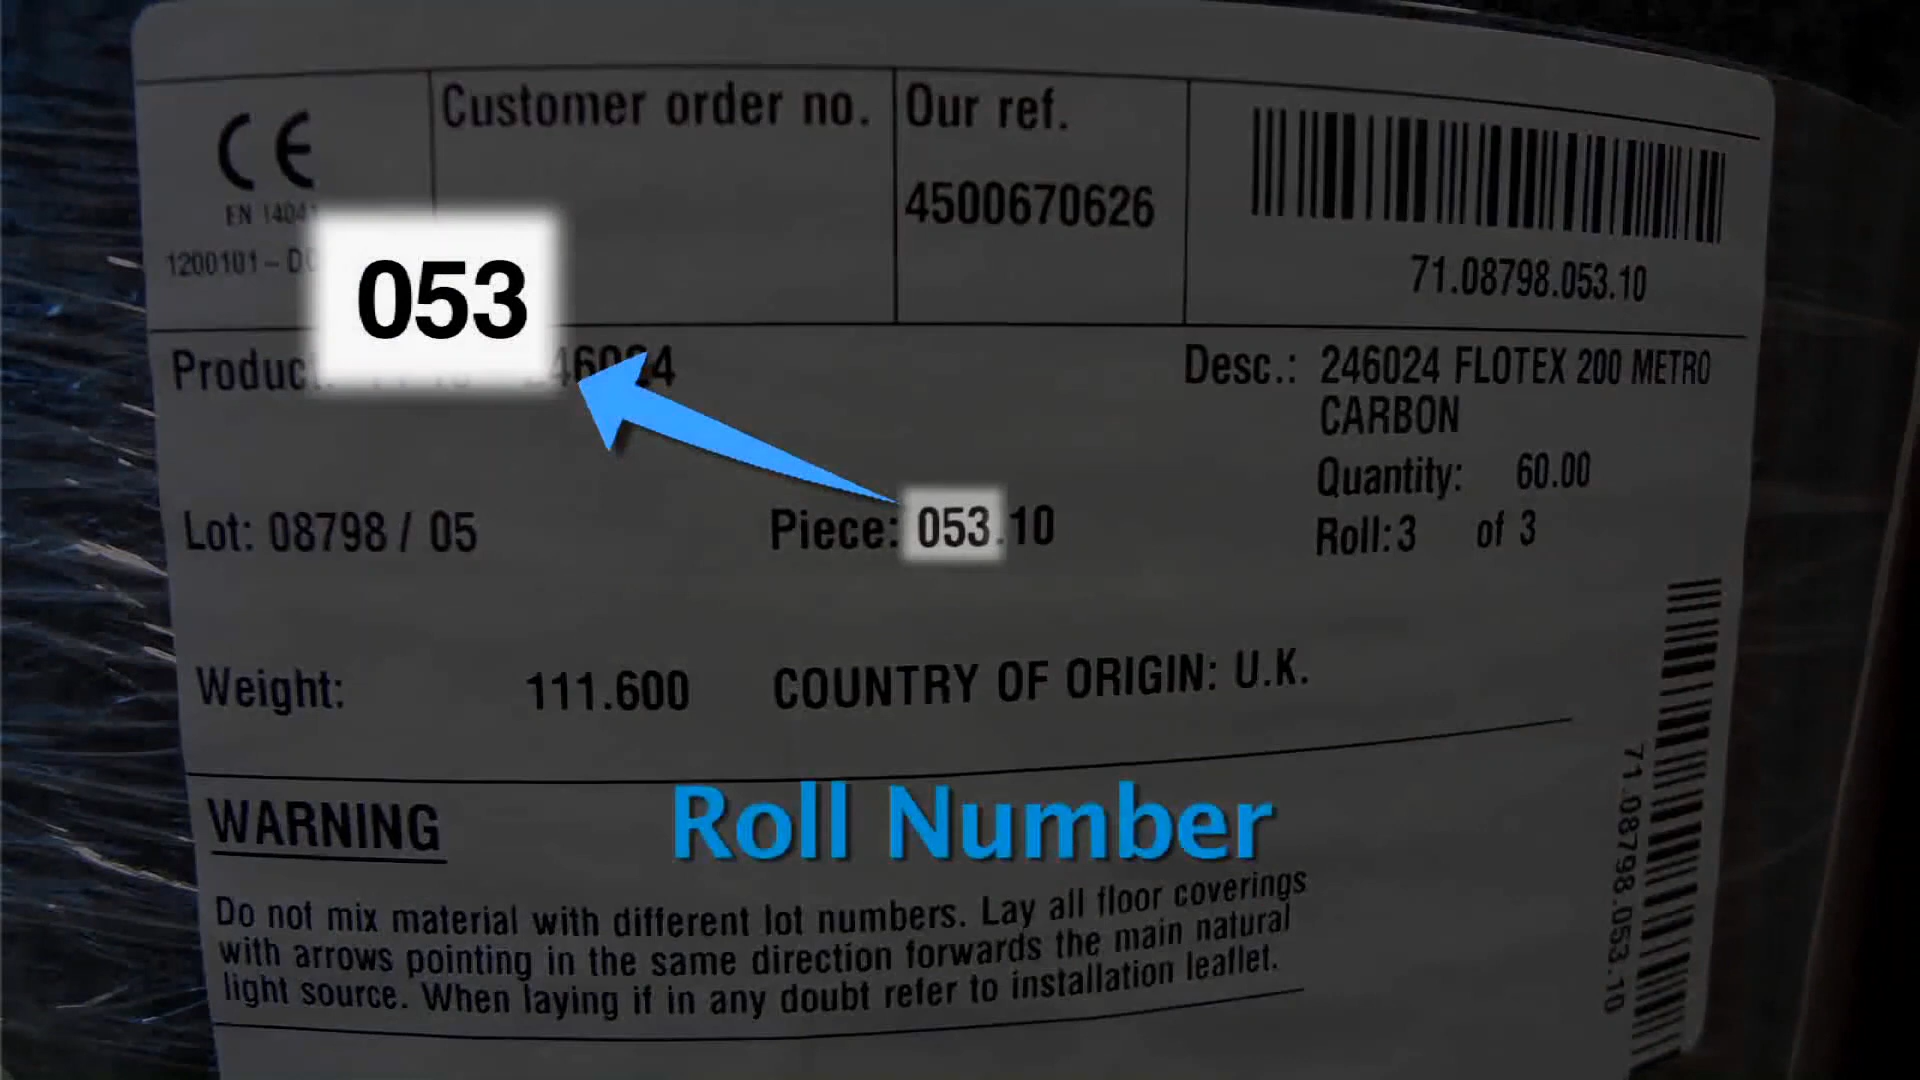 CE
Customer order no.
Our ref.
4500670626
EN 1404
1200101 - DO
053
71.08798.053.10
Product:
Desc.: 246024 FLOTEX 200 METRO
CARBON
Quantity: 60.00
Lot: 08798 / 05
Piece: 053.10
Roll: 3 of 3
Weight: 111.600
COUNTRY OF ORIGIN: U.K.
Roll Number
WARNING
Do not mix material with different lot numbers. Lay all floor coverings
with arrows pointing in the same direction forwards the main natural
light source. When laying if in any doubt refer to installation leaflet.
71.08798.053.10